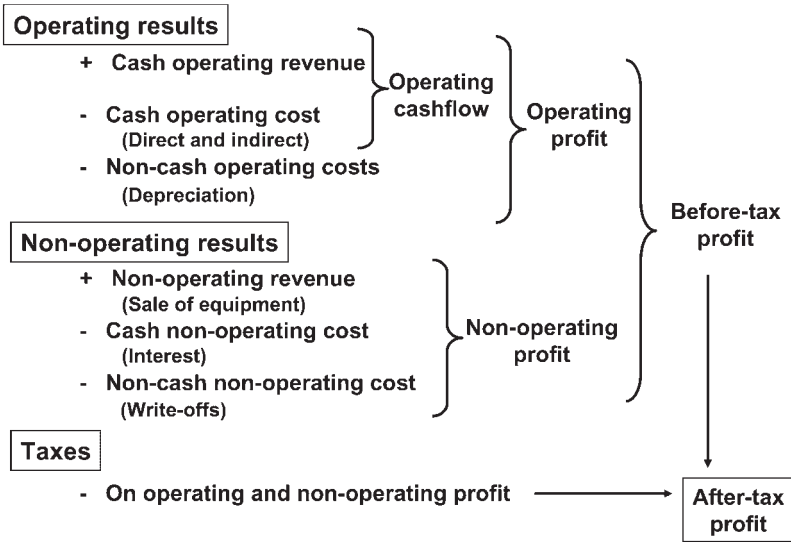 Operating results
+ Cash operating revenue
- Cash operating cost
(Direct and indirect)
- Non-cash operating costs
(Depreciation)
Operating
cashflow
Operating
profit
Non-operating results
+ Non-operating revenue
(Sale of equipment)
- Cash non-operating cost
(Interest)
- Non-cash non-operating cost
(Write-offs)
Non-operating
profit
Before-tax
profit
Taxes
- On operating and non-operating profit
After-tax
profit